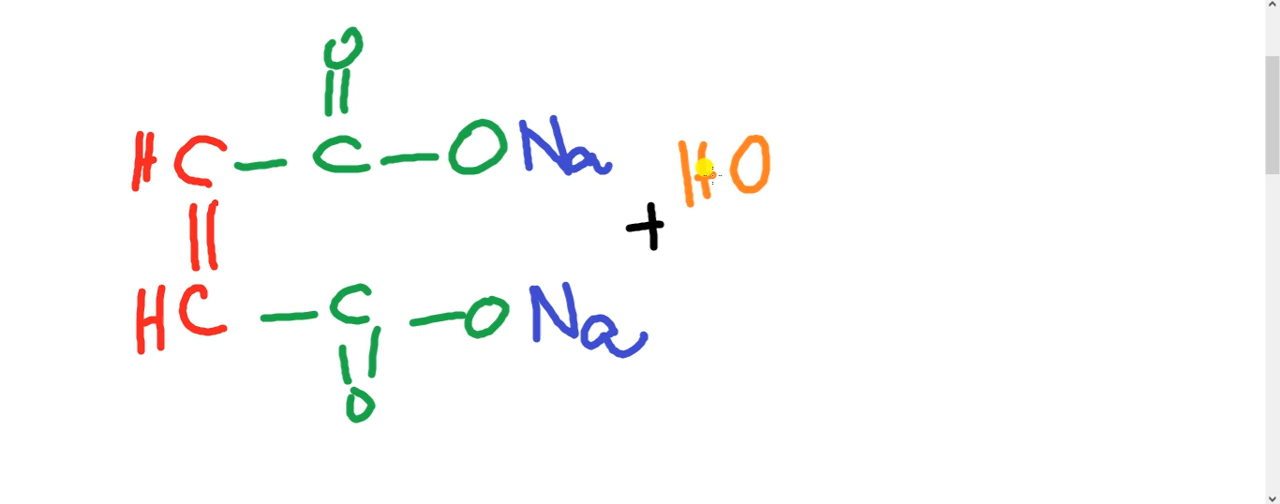 O
||
HC — C — ONa
|| + HO
HC — C — ONa
||
O